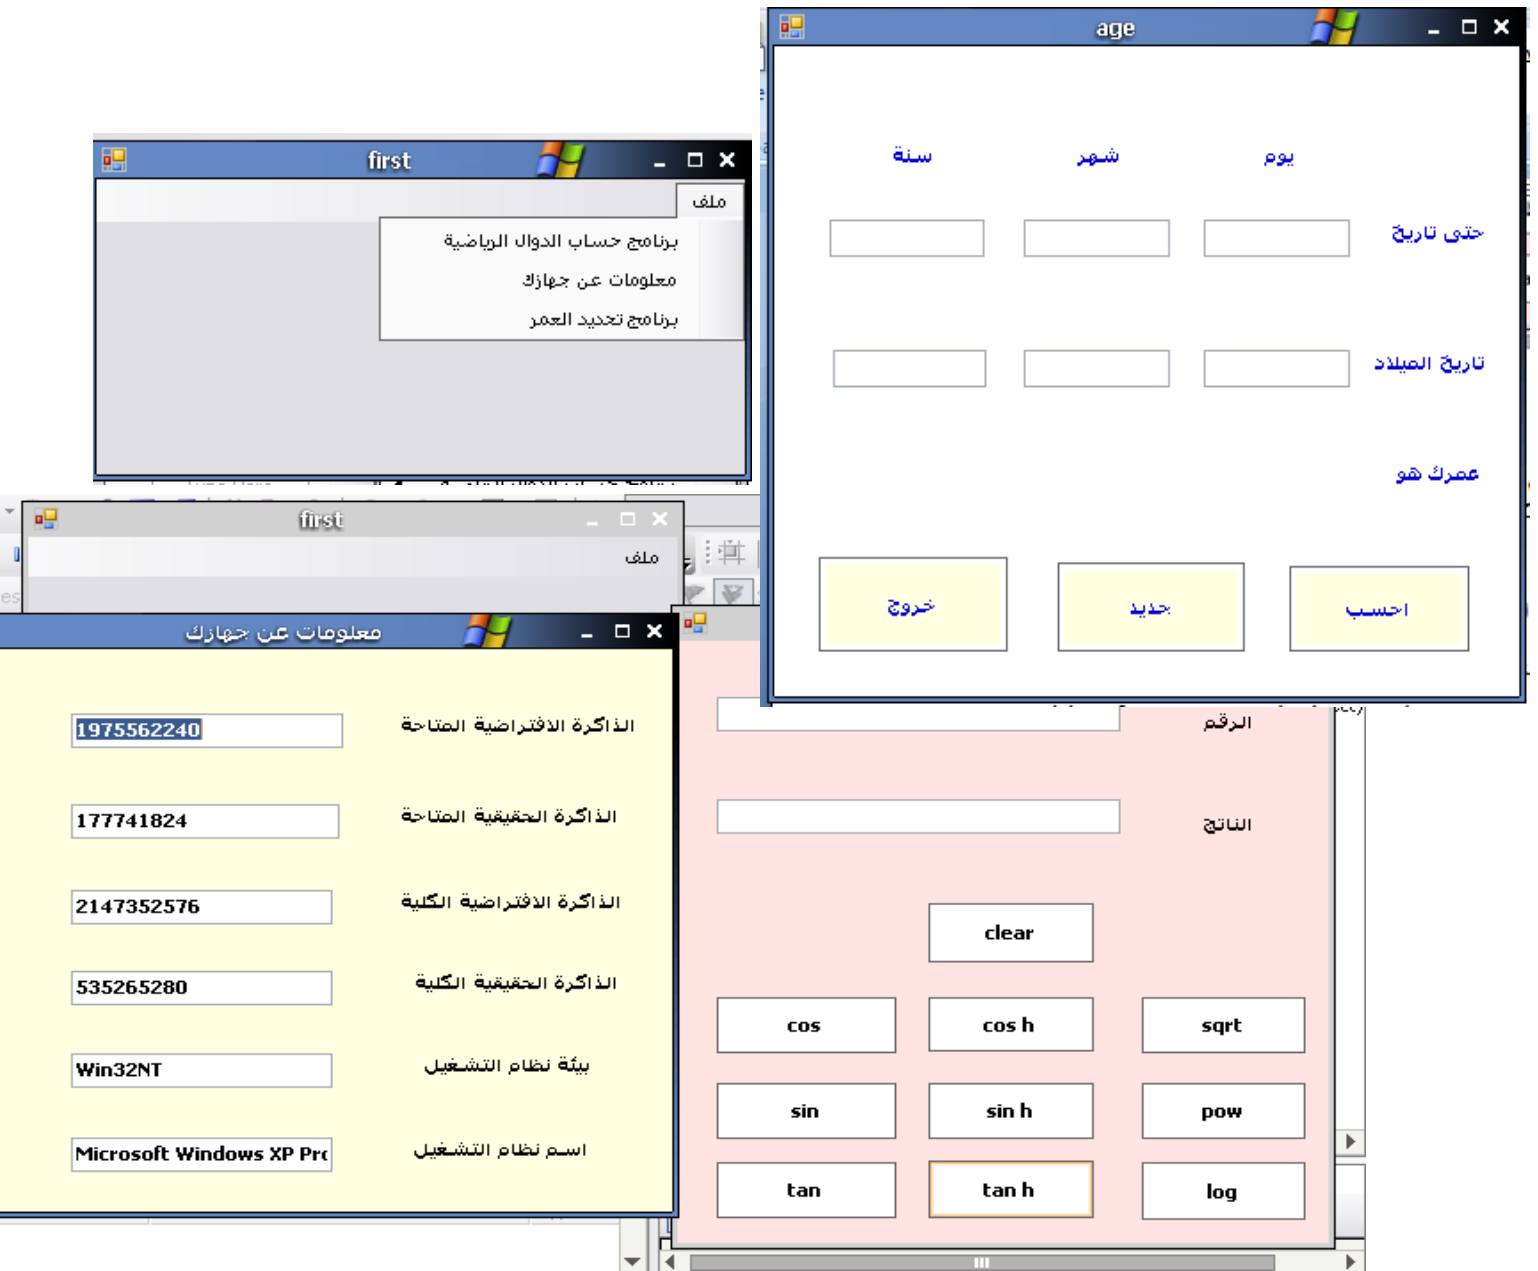 first
ملف
برنامج حساب الدوال الرياضية
معلومات عن جهازك
برنامج تحديد العمر
age
يوم شهر سنة
حتى تاريخ
تاريخ الميلاد
عمرك هو
احسب جديد خروج
first
ملف
معلومات عن جهازك
الذاكرة الافتراضية المتاحة 1975562240
الذاكرة الحقيقية المتاحة 177741824
الذاكرة الافتراضية الكلية 2147352576
الذاكرة الحقيقية الكلية 535265280
بيئة نظام التشغيل Win32NT
اسم نظام التشغيل Microsoft Windows XP Pro
الرقم
الناتج
clear
cos cos h sqrt
sin sin h pow
tan tan h log